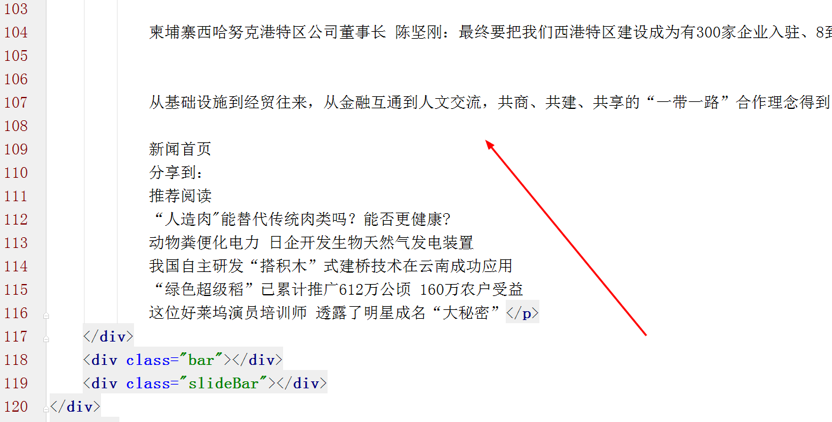 103
104 柬埔寨西哈努克港特区公司董事长 陈坚刚：最终要把我们西港特区建设成为有300家企业入驻、8到
105
106
107 从基础设施到经贸往来，从金融互通到人文交流，共商、共建、共享的“一带一路”合作理念得到
108
109 新闻首页
110 分享到：
111 推荐阅读
112 “人造肉"能替代传统肉类吗？能否更健康?
113 动物粪便化电力 日企开发生物天然气发电装置
114 我国自主研发“搭积木”式建桥技术在云南成功应用
115 “绿色超级稻”已累计推广612万公顷 160万农户受益
116 这位好莱坞演员培训师 透露了明星成名“大秘密”</p>
117 </div>
118 <div class="bar"></div>
119 <div class="slideBar"></div>
120 </div>